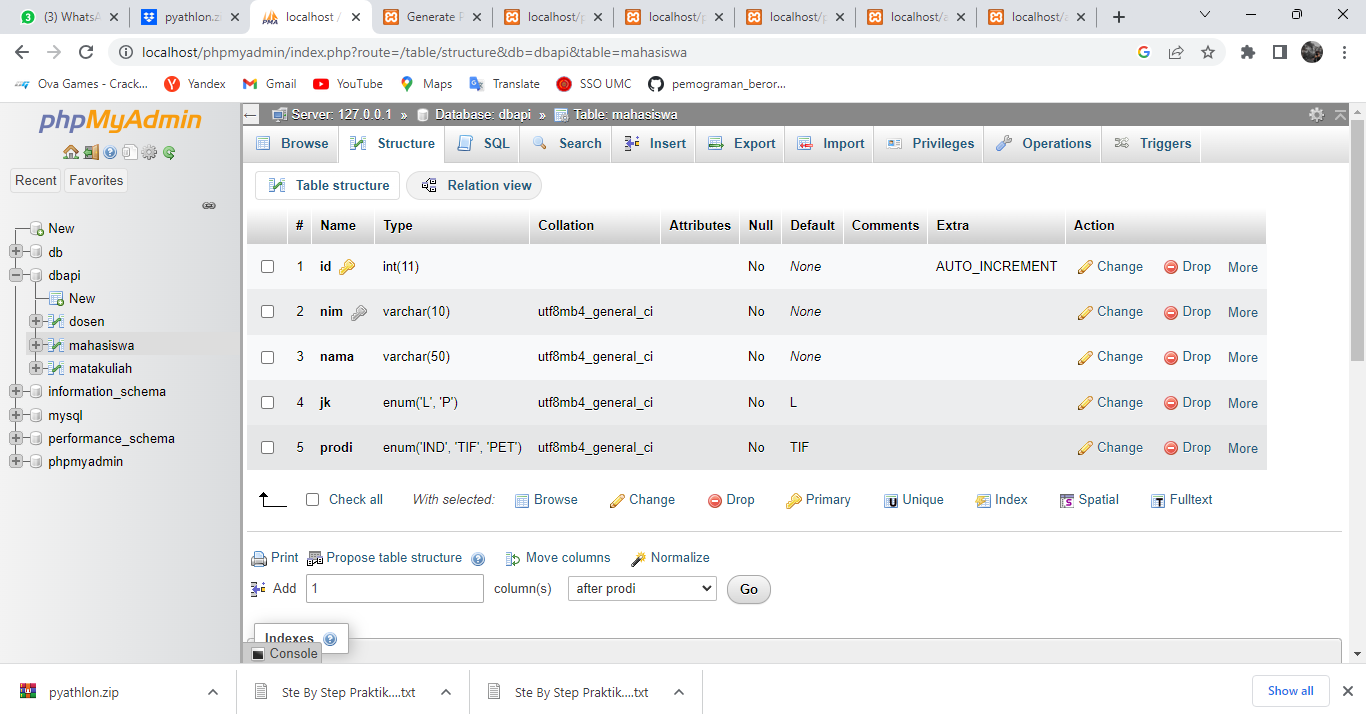 (3) WhatsA
pyathlon.z
localhost /
Generate P
localhost/p
localhost/p
localhost/p
localhost/a
localhost/a
localhost/phpmyadmin/index.php?route=/table/structure&db=dbapi&table=mahasiswa
Ova Games - Crack... Yandex Gmail YouTube Maps Translate SSO UMC pemograman_beror...
phpMyAdmin
Recent Favorites
New
db
dbapi
New
dosen
mahasiswa
matakuliah
information_schema
mysql
performance_schema
phpmyadmin
Server: 127.0.0.1 » Database: dbapi » Table: mahasiswa
Browse Structure SQL Search Insert Export Import Privileges Operations Triggers
Table structure Relation view
# Name Type Collation Attributes Null Default Comments Extra Action
1 id int(11) No None AUTO_INCREMENT Change Drop More
2 nim varchar(10) utf8mb4_general_ci No None Change Drop More
3 nama varchar(50) utf8mb4_general_ci No None Change Drop More
4 jk enum('L', 'P') utf8mb4_general_ci No L Change Drop More
5 prodi enum('IND', 'TIF', 'PET') utf8mb4_general_ci No TIF Change Drop More
Check all With selected: Browse Change Drop Primary Unique Index Spatial Fulltext
Print Propose table structure Move columns Normalize
Add 1 column(s) after prodi Go
Indexes
Console
pyathlon.zip Ste By Step Praktik....txt Ste By Step Praktik....txt Show all